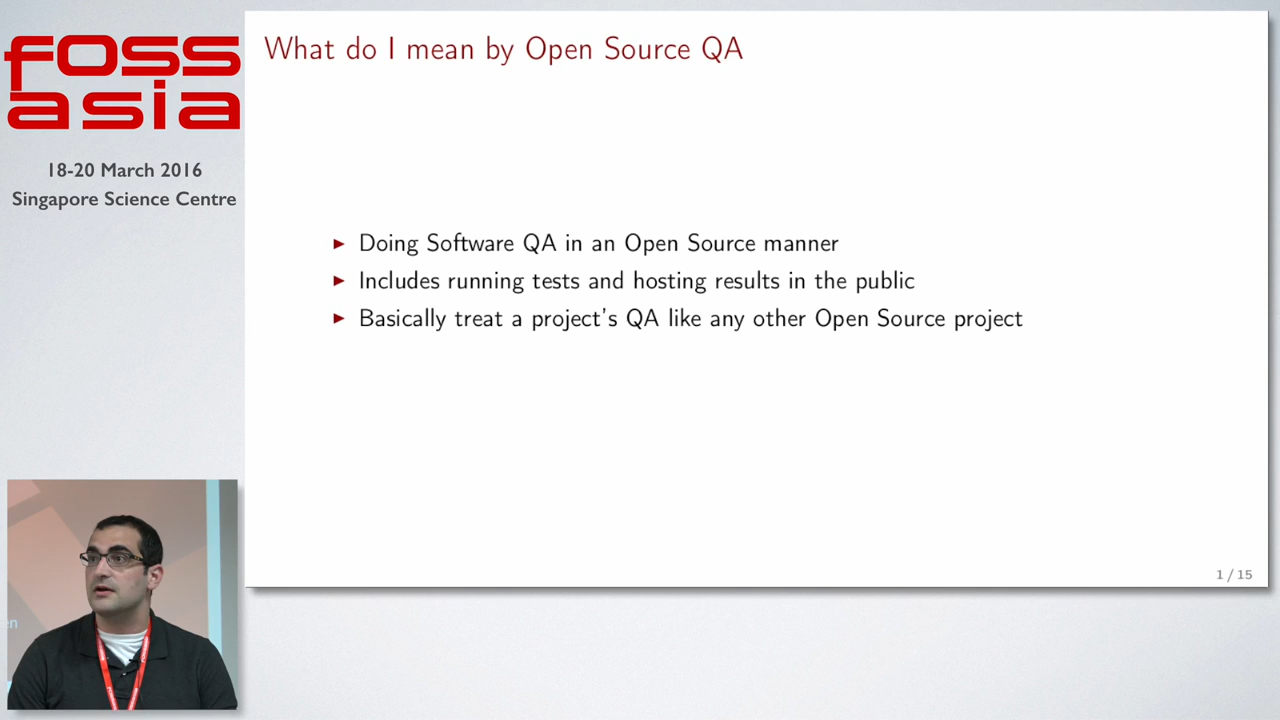 foss
asia
18-20 March 2016
Singapore Science Centre
What do I mean by Open Source QA
Doing Software QA in an Open Source manner
Includes running tests and hosting results in the public
Basically treat a project's QA like any other Open Source project
1 / 15
en